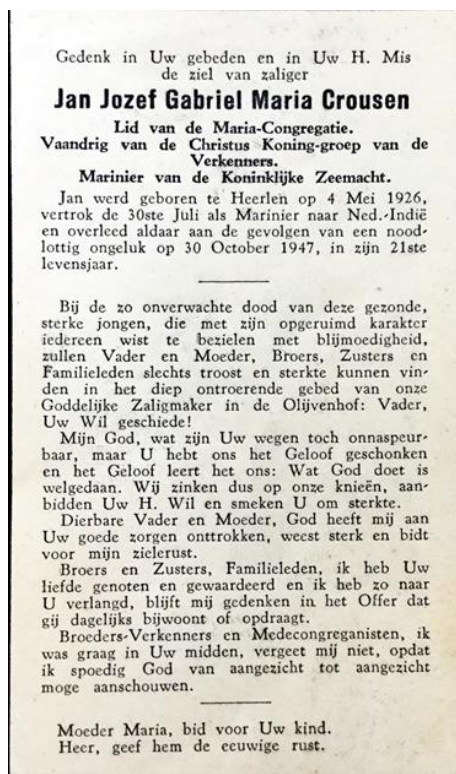 Gedenk in Uw gebeden en in Uw H. Mis
de ziel van zaliger
Jan Jozef Gabriel Maria Crousen
Lid van de Maria-Congregatie.
Vaandrig van de Christus Koning-groep van de
Verkenners.
Marinier van de Koninklijke Zeemacht.
Jan werd geboren te Heerlen op 4 Mei 1926,
vertrok de 30ste Juli als Marinier naar Ned.-Indië
en overleed aldaar aan de gevolgen van een nood-
lottig ongeluk op 30 October 1947, in zijn 21ste
levensjaar.
Bij de zo onverwachte dood van deze gezonde,
sterke jongen, die met zijn opgeruimd karakter
iedereen wist te bezielen met blijmoedigheid,
zullen Vader en Moeder, Broers, Zusters en
Familieleden slechts troost en sterkte kunnen vin-
den in het diep ontroerende gebed van onze
Goddelijke Zaligmaker in de Olijvenhof: Vader,
Uw Wil geschiede!
Mijn God, wat zijn Uw wegen toch onnaspeur-
baar, maar U hebt ons het Geloof geschonken
en het Geloof leert het ons: Wat God doet is
welgedaan. Wij zinken dus op onze knieën, aan-
bidden Uw H. Wil en smeken U om sterkte.
Dierbare Vader en Moeder, God heeft mij aan
Uw goede zorgen onttrokken, weest sterk en bidt
voor mijn zielerust.
Broers en Zusters, Familieleden, ik heb Uw
liefde genoten en gewaardeerd en ik heb zo naar
U verlangd, blijft mij gedenken in het Offer dat
gij dagelijks bijwoont of opdraagt.
Broeders-Verkenners en Medecongreganisten, ik
was graag in Uw midden, vergeet mij niet, opdat
ik spoedig God van aangezicht tot aangezicht
moge aanschouwen.
Moeder Maria, bid voor Uw kind.
Heer, geef hem de eeuwige rust.